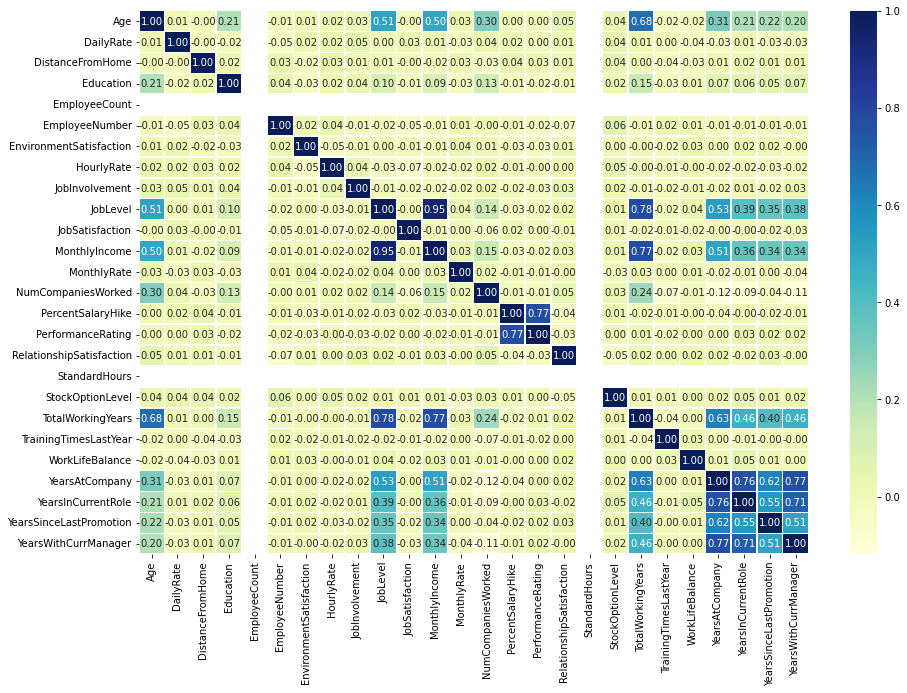 1.0
Age 1.00 0.01 -0.00 0.21 -0.01 0.01 0.02 0.03 0.51 -0.00 0.50 0.03 0.30 0.00 0.00 0.05 0.04 0.68 -0.02 -0.02 0.31 0.21 0.22 0.20
DailyRate 0.01 1.00 -0.00 -0.02 -0.05 0.02 0.02 0.05 0.00 0.03 0.01 -0.03 0.04 0.02 0.00 0.01 0.04 0.01 0.00 -0.04 -0.03 0.01 -0.03 -0.03
DistanceFromHome -0.00 -0.00 1.00 0.02 0.03 -0.02 0.03 0.01 0.01 -0.00 -0.02 0.03 -0.03 0.04 0.03 0.01 0.04 0.00 -0.04 -0.03 0.01 0.02 0.01 0.01
Education 0.21 -0.02 0.02 1.00 0.04 -0.03 0.02 0.04 0.10 -0.01 0.09 -0.03 0.13 -0.01 -0.02 -0.01 0.02 0.15 -0.03 0.01 0.07 0.06 0.05 0.07
EmployeeCount
EmployeeNumber -0.01 -0.05 0.03 0.04 1.00 0.02 0.04 -0.01 -0.02 -0.05 -0.01 0.01 -0.00 -0.01 -0.02 -0.07 0.06 -0.01 0.02 0.01 -0.01 -0.01 -0.01 -0.01
EnvironmentSatisfaction 0.01 0.02 -0.02 -0.03 0.02 1.00 -0.05 -0.01 0.00 -0.01 -0.01 0.04 0.01 -0.03 -0.03 0.01 0.00 -0.00 -0.02 0.03 0.00 0.02 0.02 -0.00
HourlyRate 0.02 0.02 0.03 0.02 0.04 -0.05 1.00 0.04 -0.03 -0.07 -0.02 -0.02 0.02 -0.01 -0.00 0.00 0.05 -0.00 -0.01 -0.00 -0.02 -0.02 -0.03 -0.02
0.8
JobInvolvement 0.03 0.05 0.01 0.04 -0.01 -0.01 0.04 1.00 -0.01 -0.02 -0.02 -0.02 0.02 -0.02 -0.03 0.03 0.02 -0.01 -0.02 -0.01 -0.02 0.01 -0.02 0.03
JobLevel 0.51 0.00 0.01 0.10 -0.02 0.00 -0.03 -0.01 1.00 -0.00 0.95 0.04 0.14 -0.03 -0.02 0.02 0.01 0.78 -0.02 0.04 0.53 0.39 0.35 0.38
0.6
JobSatisfaction -0.00 0.03 -0.00 -0.01 -0.05 -0.01 -0.07 -0.02 -0.00 1.00 -0.01 0.00 -0.06 0.02 0.00 -0.01 0.01 -0.02 -0.01 -0.02 -0.00 -0.00 -0.02 -0.03
MonthlyIncome 0.50 0.01 -0.02 0.09 -0.01 -0.01 -0.02 -0.02 0.95 -0.01 1.00 0.03 0.15 -0.03 -0.02 0.03 0.01 0.77 -0.02 0.03 0.51 0.36 0.34 0.34
MonthlyRate 0.03 -0.03 0.03 -0.03 0.01 0.04 -0.02 -0.02 0.04 0.00 0.03 1.00 0.02 -0.01 -0.01 -0.00 -0.03 0.03 0.00 0.01 -0.02 -0.01 0.00 -0.04
NumCompaniesWorked 0.30 0.04 -0.03 0.13 -0.00 0.01 0.02 0.02 0.14 -0.06 0.15 0.02 1.00 -0.01 -0.01 0.05 0.03 0.24 -0.07 -0.01 -0.12 -0.09 -0.04 -0.11
0.4
PercentSalaryHike 0.00 0.02 0.04 -0.01 -0.01 -0.03 -0.01 -0.02 -0.03 0.02 -0.03 -0.01 -0.01 1.00 0.77 -0.04 0.01 -0.02 -0.01 -0.00 -0.04 -0.00 -0.02 -0.01
PerformanceRating 0.00 0.00 0.03 -0.02 -0.02 -0.03 -0.00 -0.03 -0.02 0.00 -0.02 -0.01 -0.01 0.77 1.00 -0.03 0.00 0.01 -0.02 0.00 0.00 0.03 0.02 0.02
RelationshipSatisfaction 0.05 0.01 0.01 -0.01 -0.07 0.01 0.00 0.03 0.02 -0.01 0.03 -0.00 0.05 -0.04 -0.03 1.00 -0.05 0.02 0.00 0.02 0.02 -0.02 0.03 -0.00
StandardHours
0.2
StockOptionLevel 0.04 0.04 0.04 0.02 0.06 0.00 0.05 0.02 0.01 0.01 0.01 -0.03 0.03 0.01 0.00 -0.05 1.00 0.01 0.01 0.00 0.02 0.05 0.01 0.02
TotalWorkingYears 0.68 0.01 0.00 0.15 -0.01 -0.00 -0.00 -0.01 0.78 -0.02 0.77 0.03 0.24 -0.02 0.01 0.02 0.01 1.00 -0.04 0.00 0.63 0.46 0.40 0.46
TrainingTimesLastYear -0.02 0.00 -0.04 -0.03 0.02 -0.02 -0.01 -0.02 -0.02 -0.01 -0.02 0.00 -0.07 -0.01 -0.02 0.00 0.01 -0.04 1.00 0.03 0.00 -0.01 -0.00 -0.00
WorkLifeBalance -0.02 -0.04 -0.03 0.01 0.01 0.03 -0.00 -0.01 0.04 -0.02 0.03 0.01 -0.01 -0.00 0.00 0.02 0.00 0.00 0.03 1.00 0.01 0.05 0.01 0.00
YearsAtCompany 0.31 -0.03 0.01 0.07 -0.01 0.00 -0.02 -0.02 0.53 -0.00 0.51 -0.02 -0.12 -0.04 0.00 0.02 0.02 0.63 0.00 0.01 1.00 0.76 0.62 0.77
0.0
YearsInCurrentRole 0.21 0.01 0.02 0.06 -0.01 0.02 -0.02 0.01 0.39 -0.00 0.36 -0.01 -0.09 -0.00 0.03 -0.02 0.05 0.46 -0.01 0.05 0.76 1.00 0.55 0.71
YearsSinceLastPromotion 0.22 -0.03 0.01 0.05 -0.01 0.02 -0.03 -0.02 0.35 -0.02 0.34 0.00 -0.04 -0.02 0.02 0.03 0.01 0.40 -0.00 0.01 0.62 0.55 1.00 0.51
YearsWithCurrManager 0.20 -0.03 0.01 0.07 -0.01 -0.00 -0.02 0.03 0.38 -0.03 0.34 -0.04 -0.11 -0.01 0.02 -0.00 0.02 0.46 -0.00 0.00 0.77 0.71 0.51 1.00
Age
DailyRate
DistanceFromHome
Education
EmployeeCount
EmployeeNumber
EnvironmentSatisfaction
HourlyRate
JobInvolvement
JobLevel
JobSatisfaction
MonthlyIncome
MonthlyRate
NumCompaniesWorked
PercentSalaryHike
PerformanceRating
RelationshipSatisfaction
StandardHours
StockOptionLevel
TotalWorkingYears
TrainingTimesLastYear
WorkLifeBalance
YearsAtCompany
YearsInCurrentRole
YearsSinceLastPromotion
YearsWithCurrManager